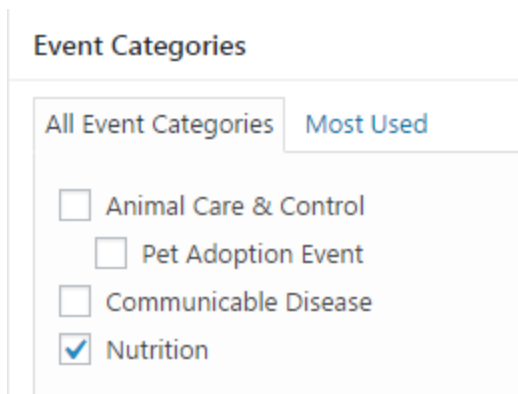 Event Categories
All Event Categories Most Used
Animal Care & Control
Pet Adoption Event
Communicable Disease
Nutrition